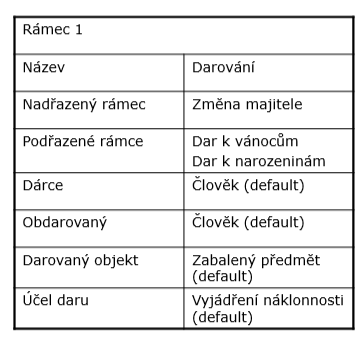 Rámec 1
Název Darování
Nadřazený rámec Změna majitele
Podřazené rámce Dar k vánocům
Dar k narozeninám
Dárce Člověk (default)
Obdarovaný Člověk (default)
Darovaný objekt Zabalený předmět
(default)
Účel daru Vyjádření náklonnosti
(default)